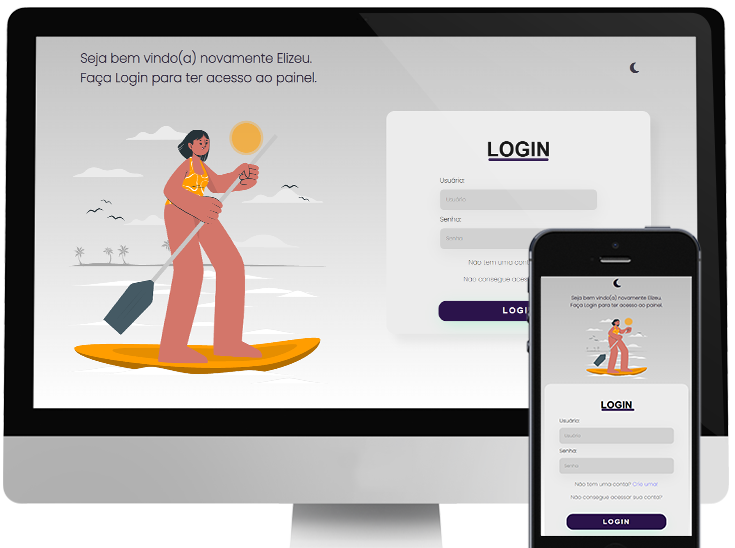 Seja bem vindo(a) novamente Elizeu.
Faça Login para ter acesso ao painel.
LOGIN
Usuário:
Usuário
Senha:
Senha
Não tem uma cont
Não consegue acess
LOGI
Seja bem vindo(a) novamente Elizeu.
Faça Login para ter acesso ao painel.
LOGIN
Usuário:
Usuário
Senha:
Senha
Não tem uma conta? Crie uma!
Não consegue acessar sua conta?
LOGIN